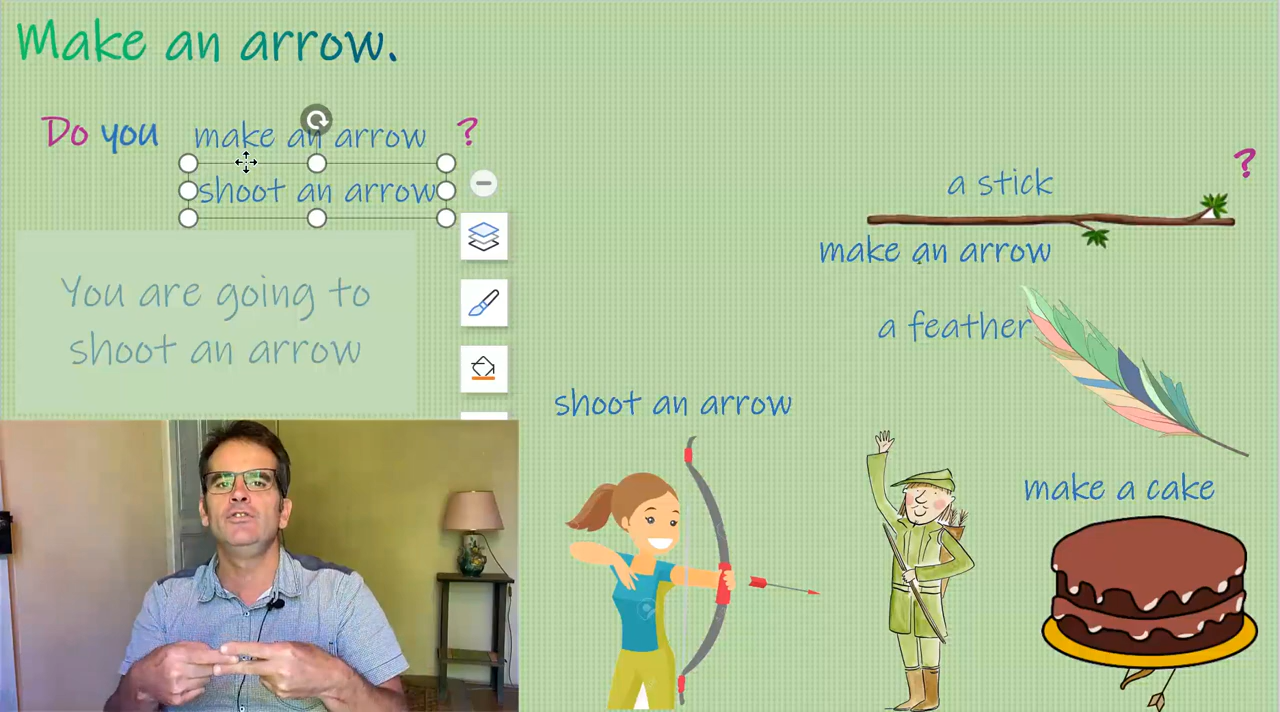 Make an arrow.
Do you make an arrow ?
shoot an arrow
You are going to
shoot an arrow
?
a stick
make an arrow
a feather
shoot an arrow
make a cake